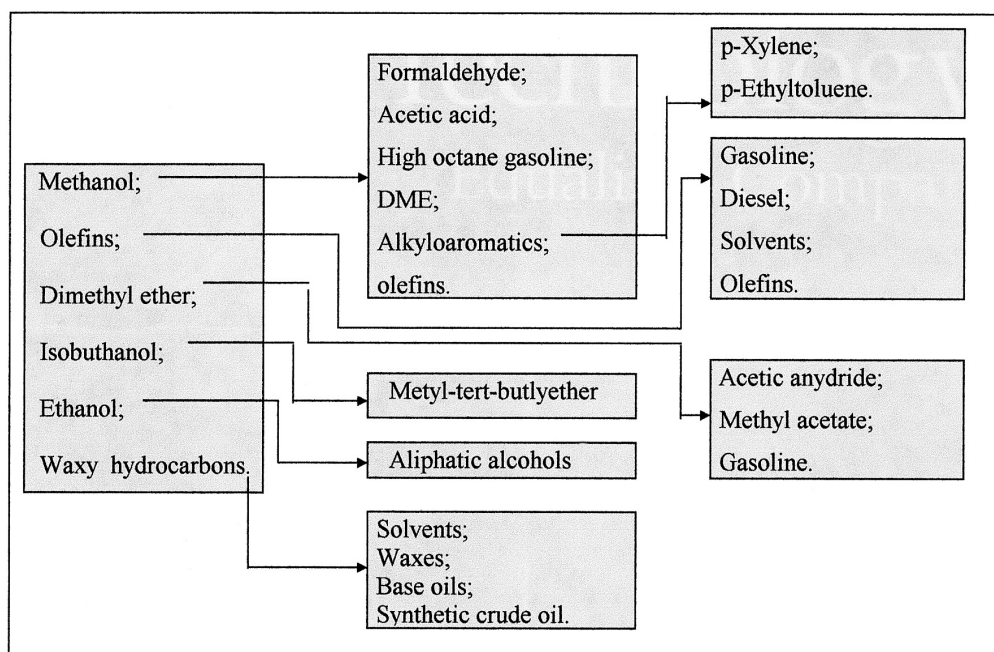 Methanol;
Olefins;
Dimethyl ether;
Isobuthanol;
Ethanol;
Waxy hydrocarbons.
Formaldehyde;
Acetic acid;
High octane gasoline;
DME;
Alkyloaromatics;
olefins.
Metyl-tert-butlyether
Aliphatic alcohols
Solvents;
Waxes;
Base oils;
Synthetic crude oil.
p-Xylene;
p-Ethyltoluene.
Gasoline;
Diesel;
Solvents;
Olefins.
Acetic anydride;
Methyl acetate;
Gasoline.